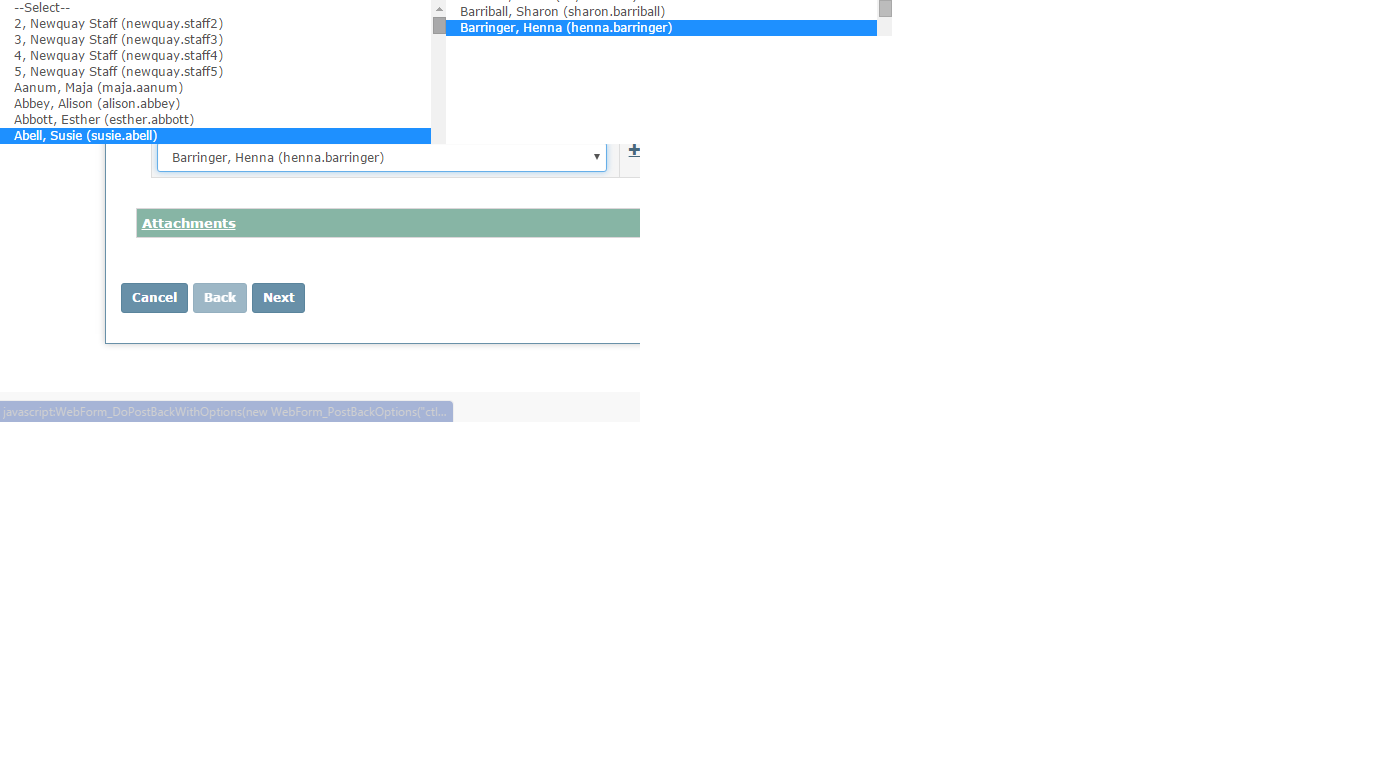 --Select--
2, Newquay Staff (newquay.staff2)
3, Newquay Staff (newquay.staff3)
4, Newquay Staff (newquay.staff4)
5, Newquay Staff (newquay.staff5)
Aanum, Maja (maja.aanum)
Abbey, Alison (alison.abbey)
Abbott, Esther (esther.abbott)
Abell, Susie (susie.abell)
Barriball, Sharon (sharon.barriball)
Barringer, Henna (henna.barringer)
Barringer, Henna (henna.barringer)
Attachments
Cancel
Back
Next
javascript:WebForm_DoPostBackWithOptions(new WebForm_PostBackOptions("ctl...